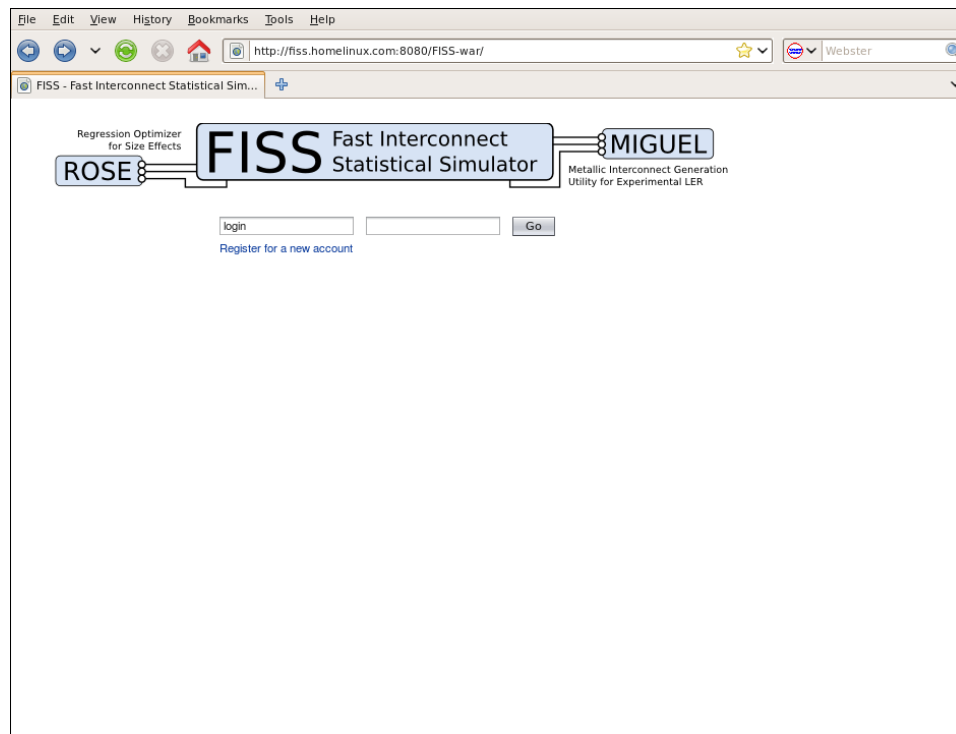 File Edit View History Bookmarks Tools Help
http://fiss.homelinux.com:8080/FISS-war/
Webster
FISS - Fast Interconnect Statistical Sim...
Regression Optimizer
for Size Effects
ROSE
FISS
Fast Interconnect
Statistical Simulator
MIGUEL
Metallic Interconnect Generation
Utility for Experimental LER
login
Go
Register for a new account